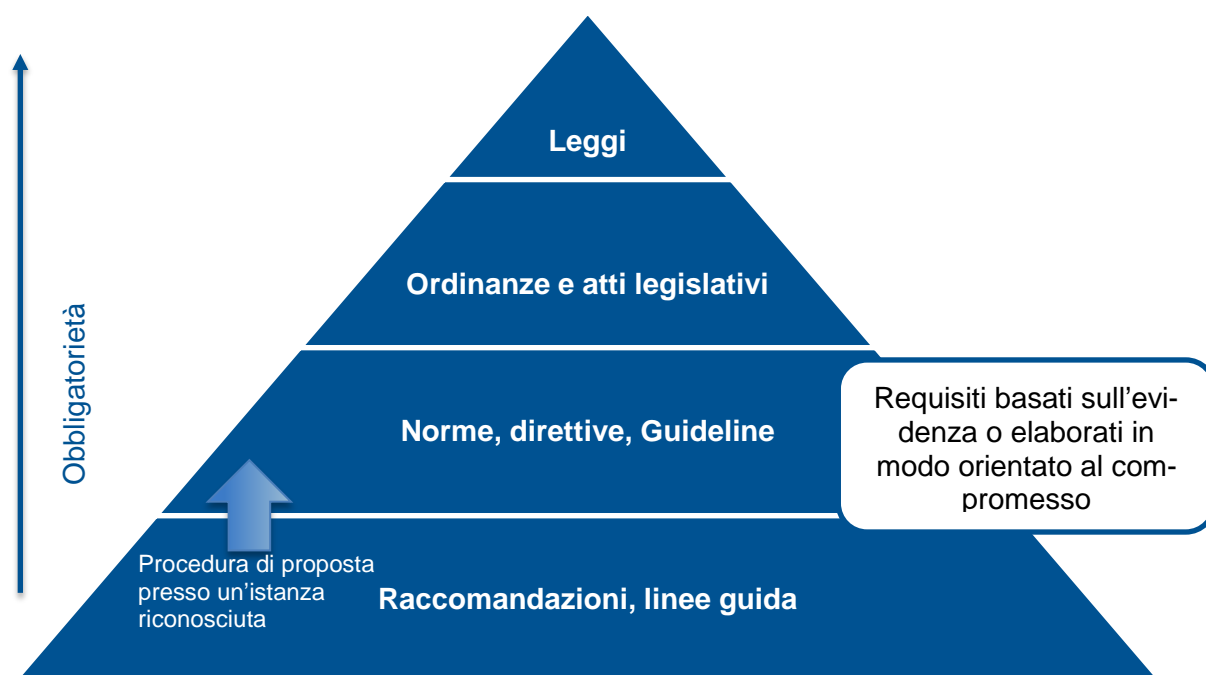 Leggi
Ordinanze e atti legislativi
Obbligatorietà
Norme, direttive, Guideline
Requisiti basati sull'evi-
denza o elaborati in
modo orientato al com-
promesso
Procedura di proposta
presso un'istanza
riconosciuta
Raccomandazioni, linee guida